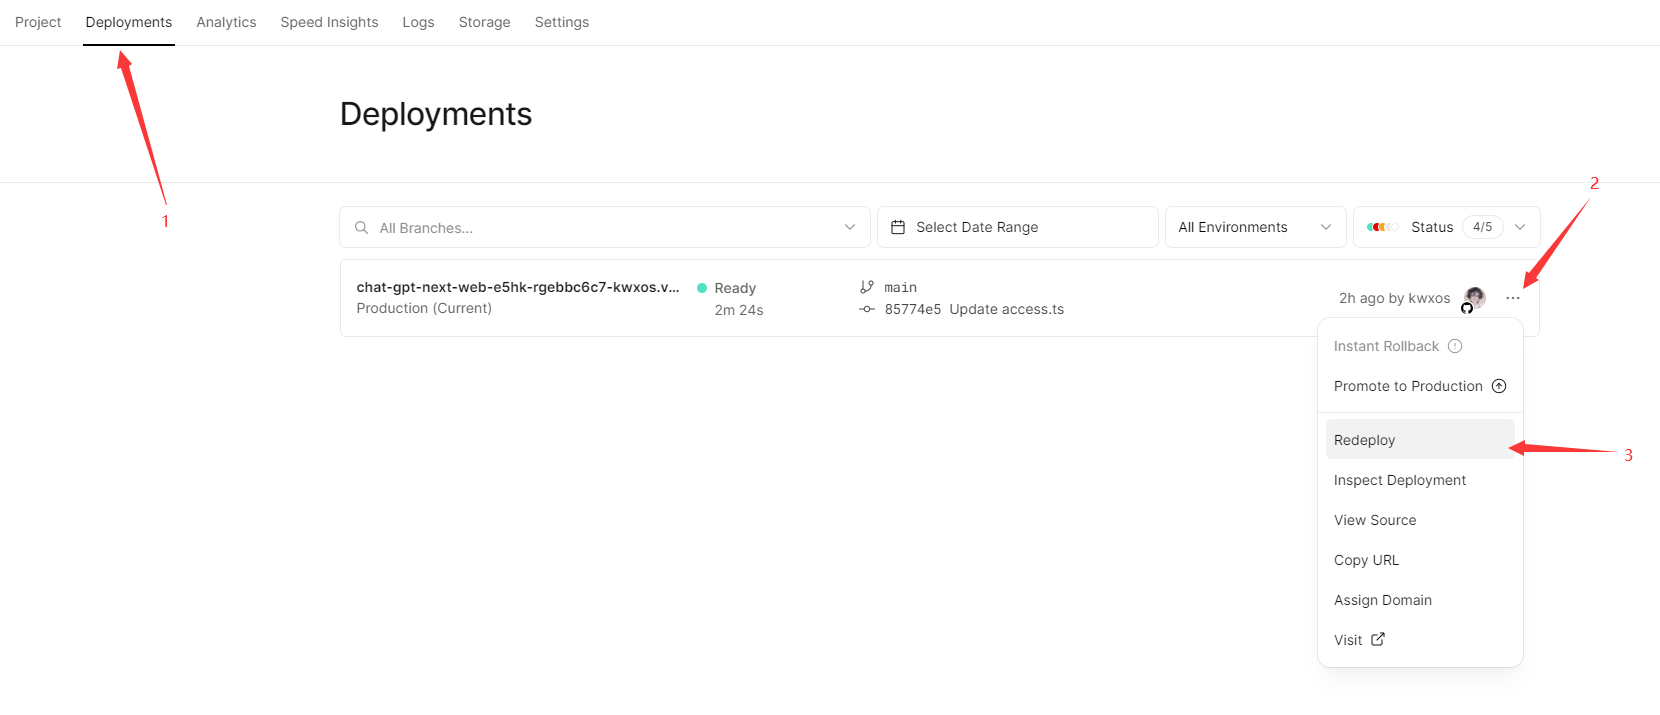 Project Deployments Analytics Speed Insights Logs Storage Settings
Deployments
1
2
All Branches...
Select Date Range
All Environments
Status 4/5
chat-gpt-next-web-e5hk-rgebbc6c7-kwxos.v...
Production (Current)
Ready
2m 24s
main
85774e5 Update access.ts
2h ago by kwxos
Instant Rollback
Promote to Production
Redeploy
3
Inspect Deployment
View Source
Copy URL
Assign Domain
Visit